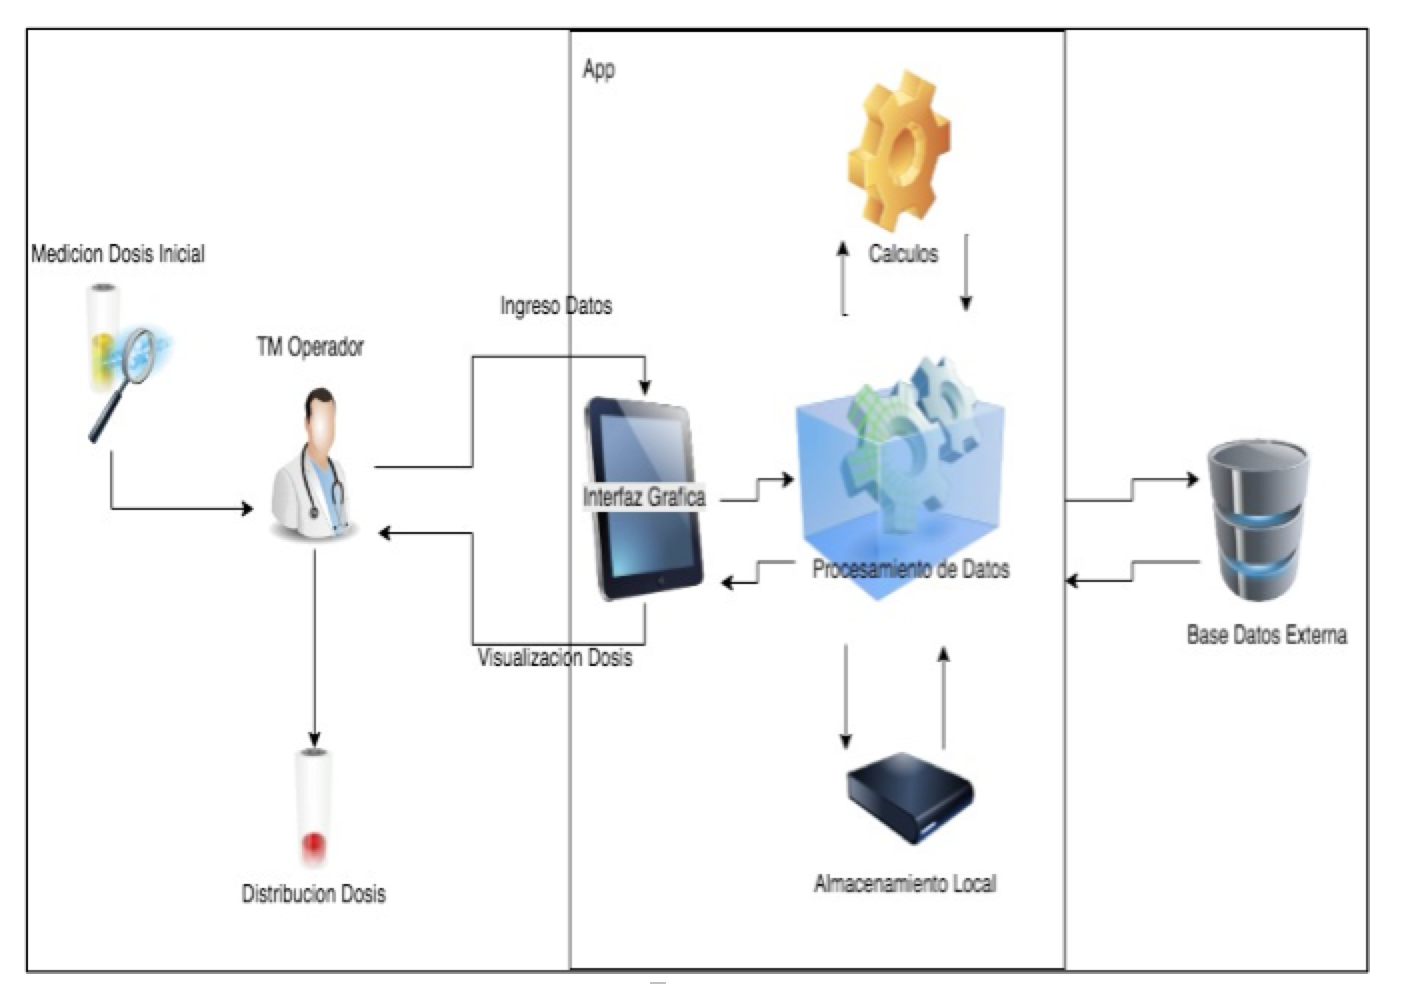 App
Medicion Dosis Inicial
Calculos
Ingreso Datos
TM Operador
Interfaz Grafica
Procesamiento de Datos
Base Datos Externa
Visualizacion Dosis
Distribucion Dosis
Almacenamiento Local